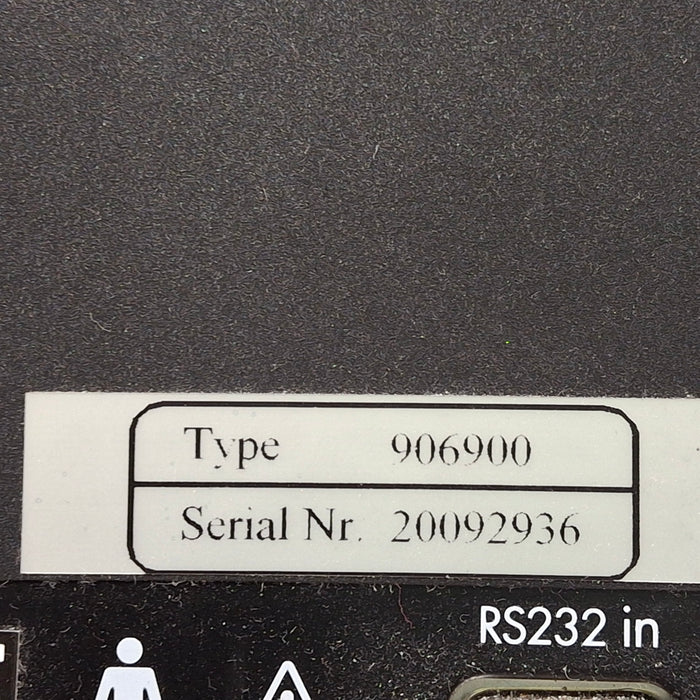 Type 906900
Serial Nr. 20092936
RS232 in